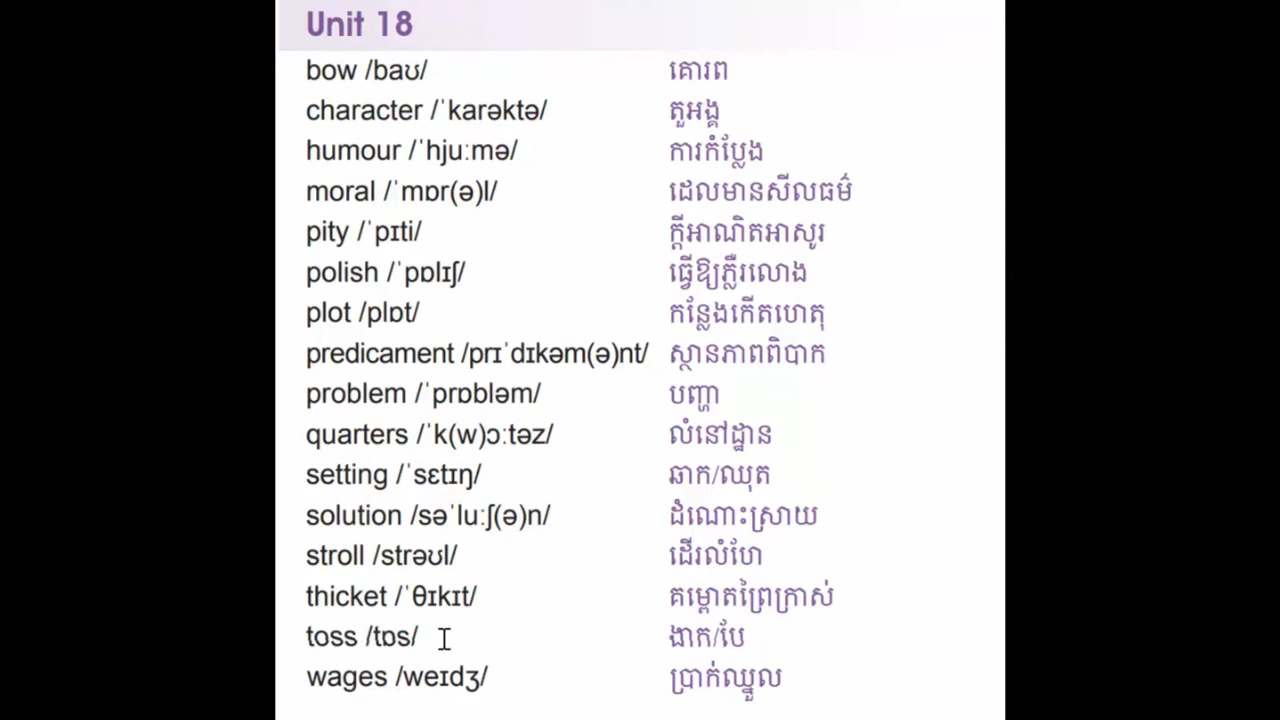 Unit 18
bow /baʊ/ គោរព
character /ˈkarəktə/ តួអង្គ
humour /ˈhjuːmə/ ការកំប្លែង
moral /ˈmɒr(ə)l/ ដែលមានសីលធម៌
pity /ˈpɪti/ ក្ដីអាណិតអាសូរ
polish /ˈpɒlɪʃ/ ធ្វើឱ្យភ្លឺរលោង
plot /plɒt/ កន្លែងកើតហេតុ
predicament /prɪˈdɪkəm(ə)nt/ ស្ថានភាពពិបាក
problem /ˈprɒbləm/ បញ្ហា
quarters /ˈk(w)ɔːtəz/ លំនៅដ្ឋាន
setting /ˈsɛtɪŋ/ ឆាក/ឈុត
solution /səˈluːʃ(ə)n/ ដំណោះស្រាយ
stroll /strəʊl/ ដើរលំហែ
thicket /ˈθɪkɪt/ គម្ពោតព្រៃក្រាស់
toss /tɒs/ ងាក/បែ
wages /weɪdʒ/ ប្រាក់ឈ្នួល